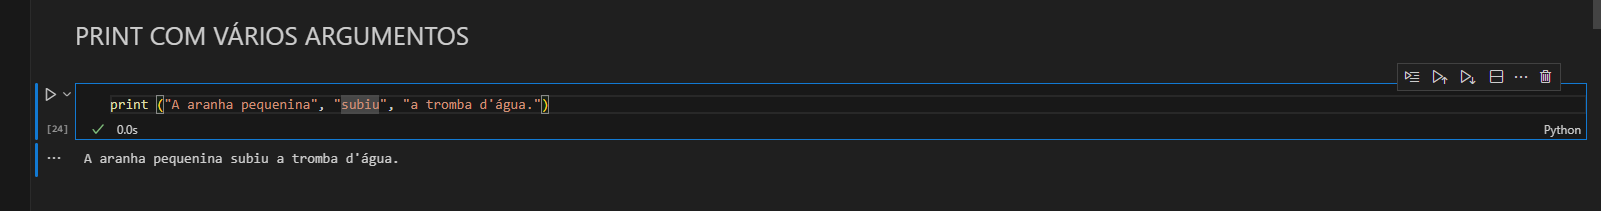 PRINT COM VÁRIOS ARGUMENTOS
print ("A aranha pequenina", "subiu", "a tromba d'água.")
[24] 0.0s Python
A aranha pequenina subiu a tromba d'água.